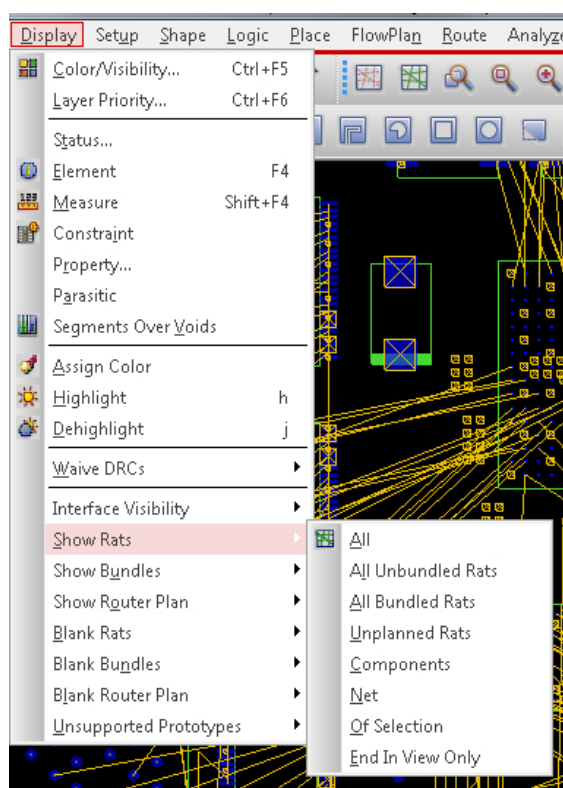 Display Setup Shape Logic Place FlowPlan Route Analyze
Color/Visibility... Ctrl+F5
Layer Priority... Ctrl+F6
Status...
Element F4
Measure Shift+F4
Constraint
Property...
Parasitic
Segments Over Voids
Assign Color
Highlight h
Dehighlight j
Waive DRCs
Interface Visibility
Show Rats
All
Show Bundles
All Unbundled Rats
Show Router Plan
All Bundled Rats
Blank Rats
Unplanned Rats
Blank Bundles
Components
Blank Router Plan
Net
Unsupported Prototypes
Of Selection
End In View Only